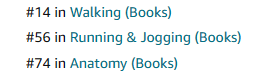 #14 in Walking (Books)
#56 in Running & Jogging (Books)
#74 in Anatomy (Books)